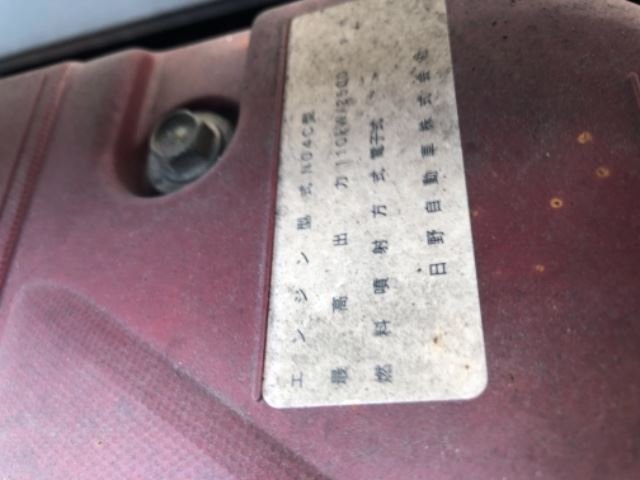 エンジン型式 N04C型
最高出力 110kW/2500
燃料噴射方式 電子式
日野自動車株式会社